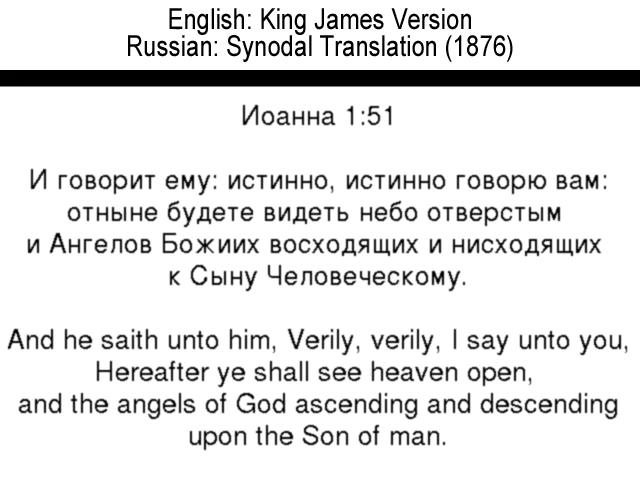 English: King James Version
Russian: Synodal Translation (1876)
Иоанна 1:51
И говорит ему: истинно, истинно говорю вам:
отныне будете видеть небо отверстым
и Ангелов Божиих восходящих и нисходящих
к Сыну Человеческому.
And he saith unto him, Verily, verily, I say unto you,
Hereafter ye shall see heaven open,
and the angels of God ascending and descending
upon the Son of man.